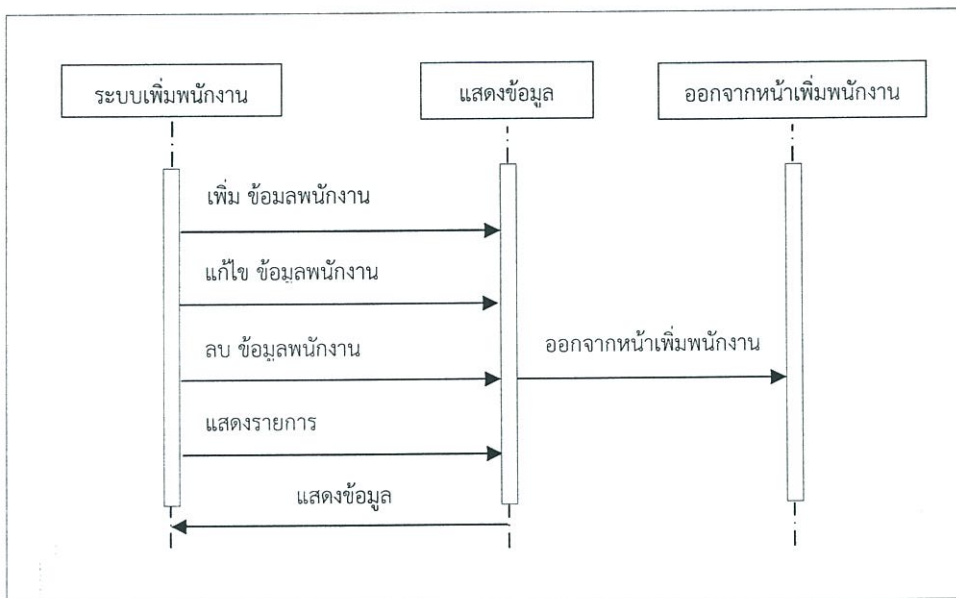 ระบบเพิ่มพนักงาน
แสดงข้อมูล
ออกจากหน้าเพิ่มพนักงาน
เพิ่ม ข้อมลพนักงาน
แก้ไข ข้อมูลพนักงาน
ลบ ข้อมูลพนักงาน
ออกจากหน้าเพิ่มพนักงาน
แสดงรายการ
แสดงข้อมูล